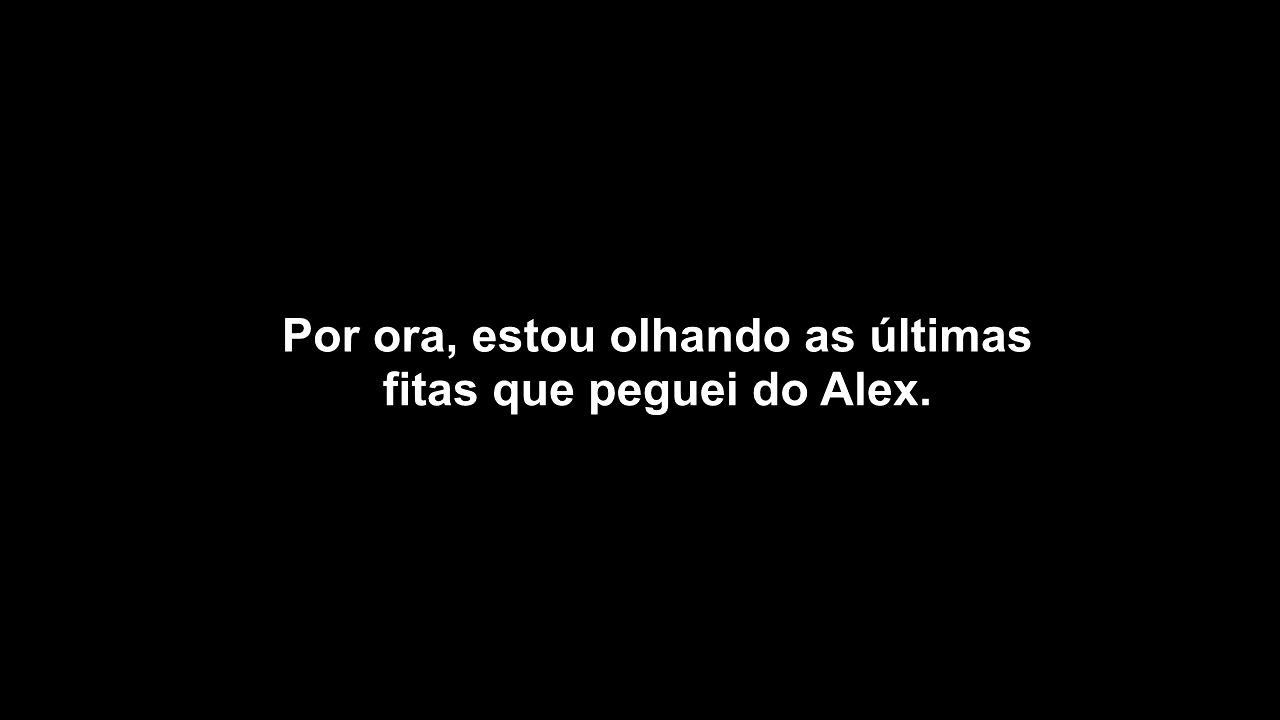 Por ora, estou olhando as últimas
fitas que peguei do Alex.